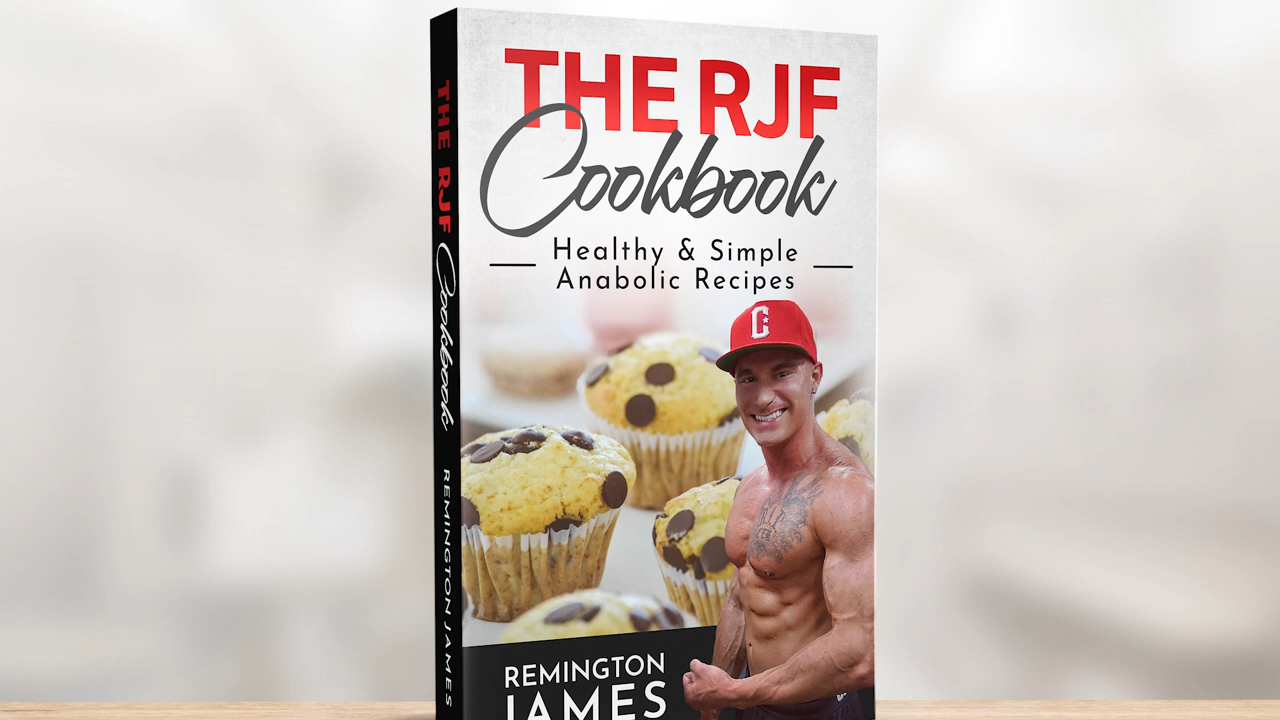 THE RJF
Cookbook
Healthy & Simple
Anabolic Recipes
C
REMINGTON
JAMES
THE RJF Cookbook REMINGTON JAMES